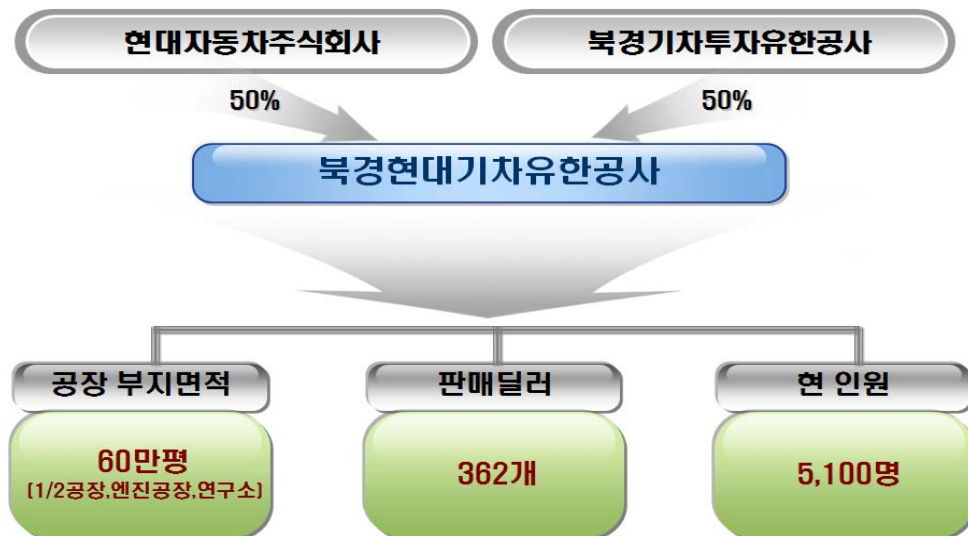 현대자동차주식회사
북경기차투자유한공사
50%
50%
북경현대기차유한공사
공장 부지면적
판매딜러
현 인원
60만평
(1/2공장,엔진공장,연구소)
362개
5,100명